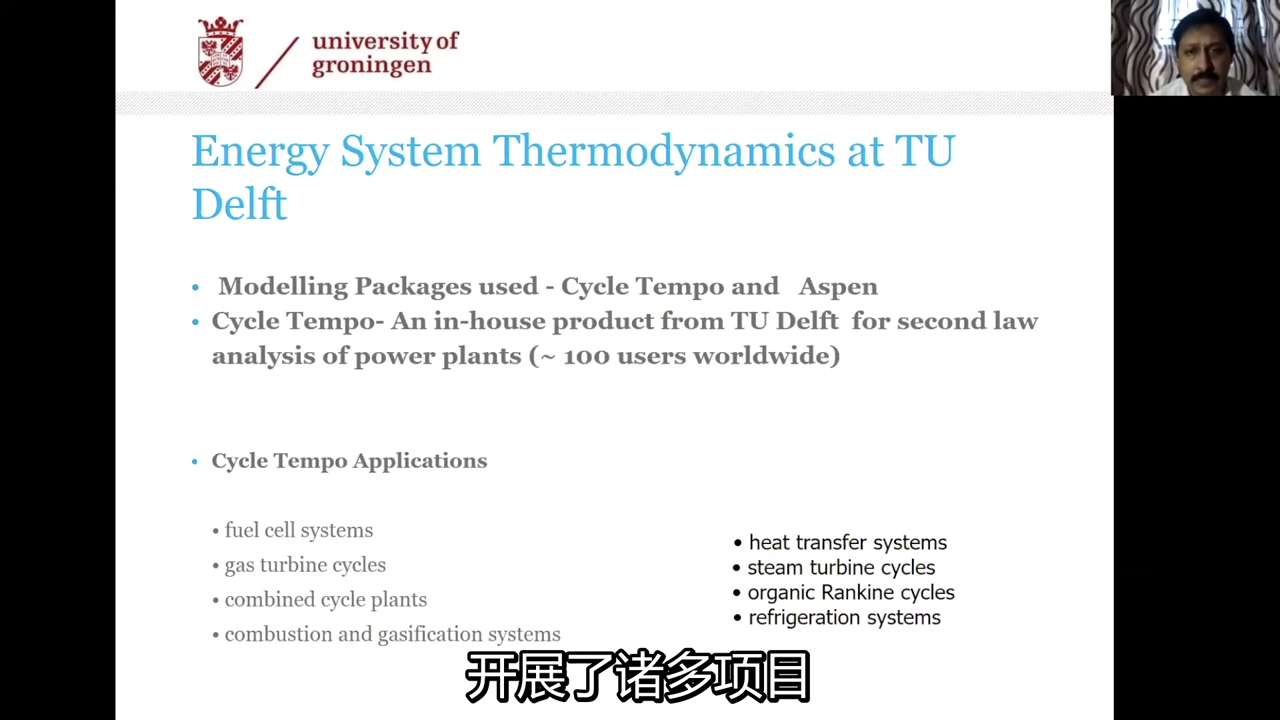 university of
groningen
Energy System Thermodynamics at TU
Delft
• Modelling Packages used - Cycle Tempo and Aspen
• Cycle Tempo- An in-house product from TU Delft for second law
analysis of power plants (~ 100 users worldwide)
• Cycle Tempo Applications
• fuel cell systems
• gas turbine cycles
• combined cycle plants
• combustion and gasification systems
• heat transfer systems
• steam turbine cycles
• organic Rankine cycles
• refrigeration systems
开展了诸多项目